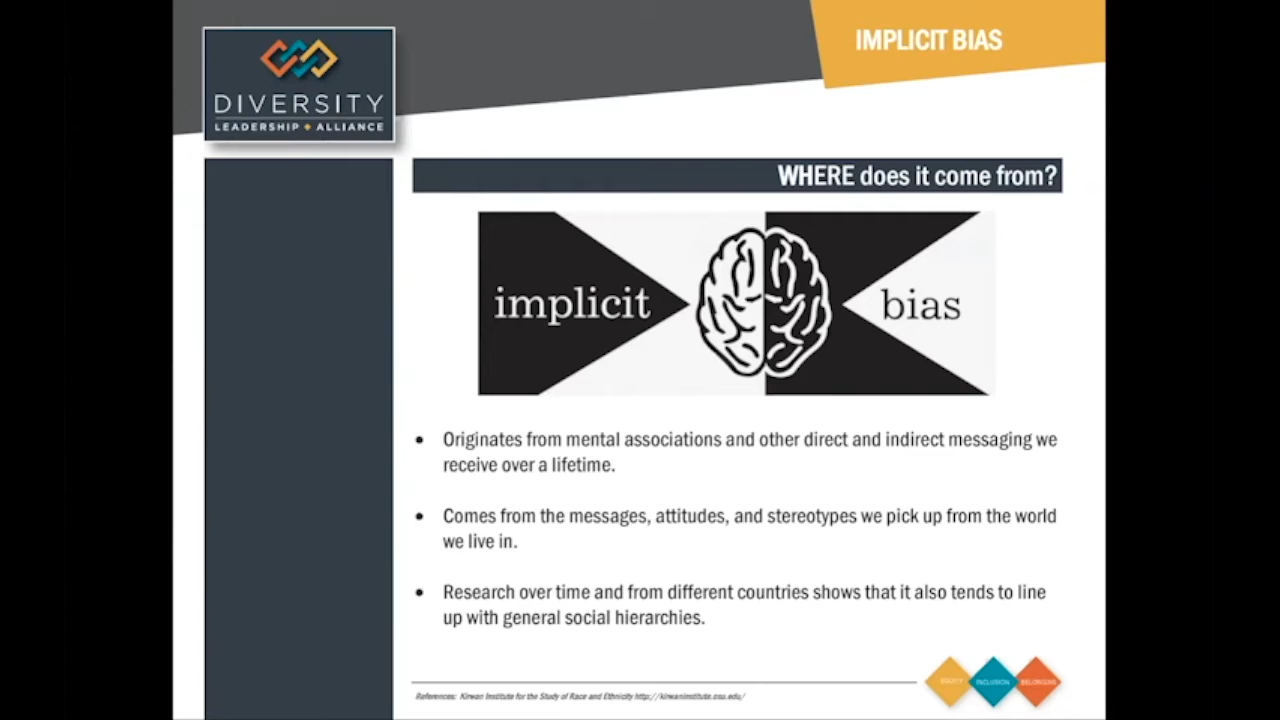 IMPLICIT BIAS
DIVERSITY
LEADERSHIP ALLIANCE
WHERE does it come from?
implicit
bias
• Originates from mental associations and other direct and indirect messaging we
receive over a lifetime.
• Comes from the messages, attitudes, and stereotypes we pick up from the world
we live in.
• Research over time and from different countries shows that it also tends to line
up with general social hierarchies.
References: Kirwan Institute for the Study of Race and Ethnicity http://kirwaninstitute.osu.edu/
EQUITY
INCLUSION
BELONGING